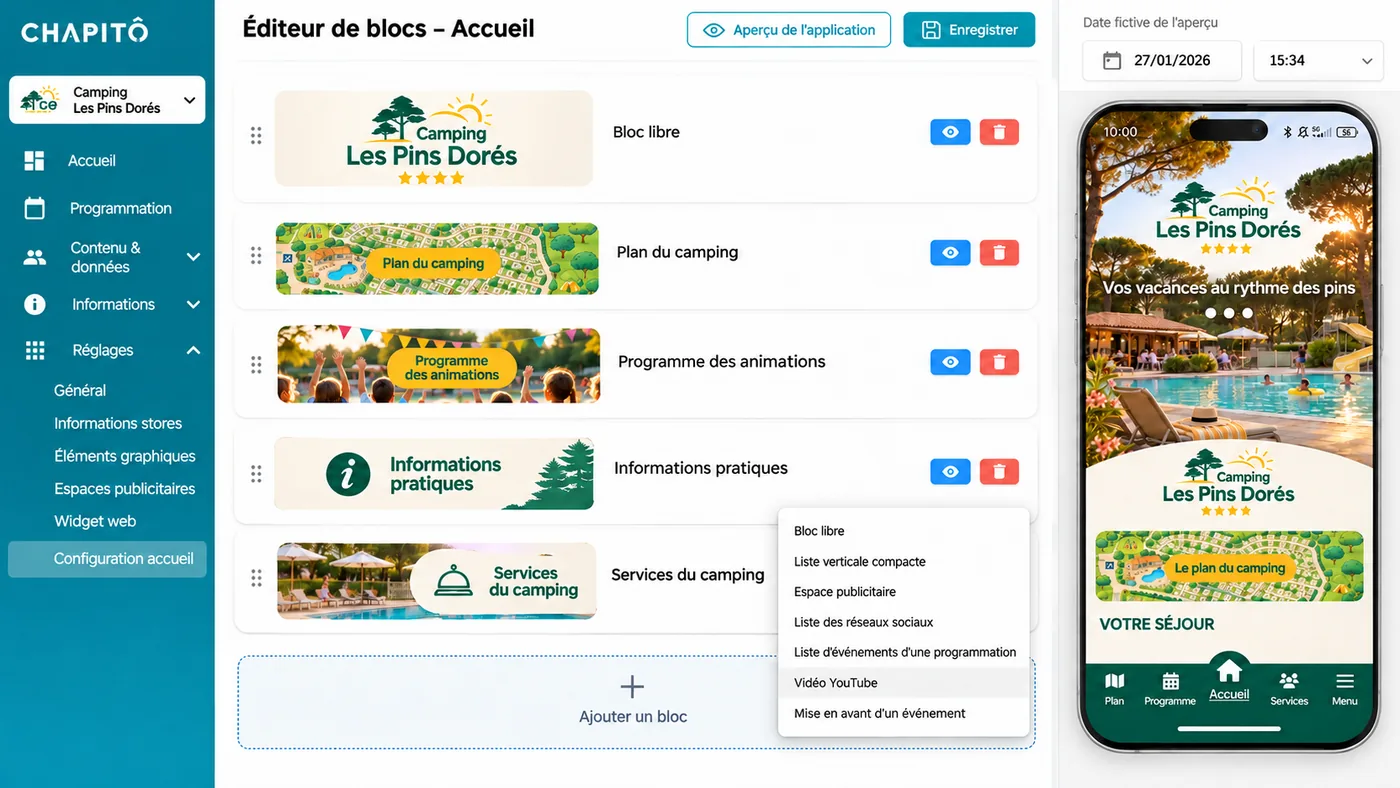 CHAPITÔ
Camping
Les Pins Dorés
Accueil
Programmation
Contenu &
données
Informations
Réglages
Général
Informations stores
Éléments graphiques
Espaces publicitaires
Widget web
Configuration accueil
Éditeur de blocs – Accueil
Aperçu de l'application
Enregistrer
Camping
Les Pins Dorés
Bloc libre
Plan du camping
Plan du camping
Programme
des animations
Programme des animations
Informations
pratiques
Informations pratiques
Services
du camping
Services du camping
Bloc libre
Liste verticale compacte
Espace publicitaire
Liste des réseaux sociaux
Liste d'événements d'une programmation
Vidéo YouTube
Mise en avant d'un événement
Ajouter un bloc
Date fictive de l'aperçu
27/01/2026
15:34
10:00
56
Camping
Les Pins Dorés
Vos vacances au rythme des pins
Camping
Les Pins Dorés
Le plan du camping
VOTRE SÉJOUR
Plan
Programme
Accueil
Services
Menu